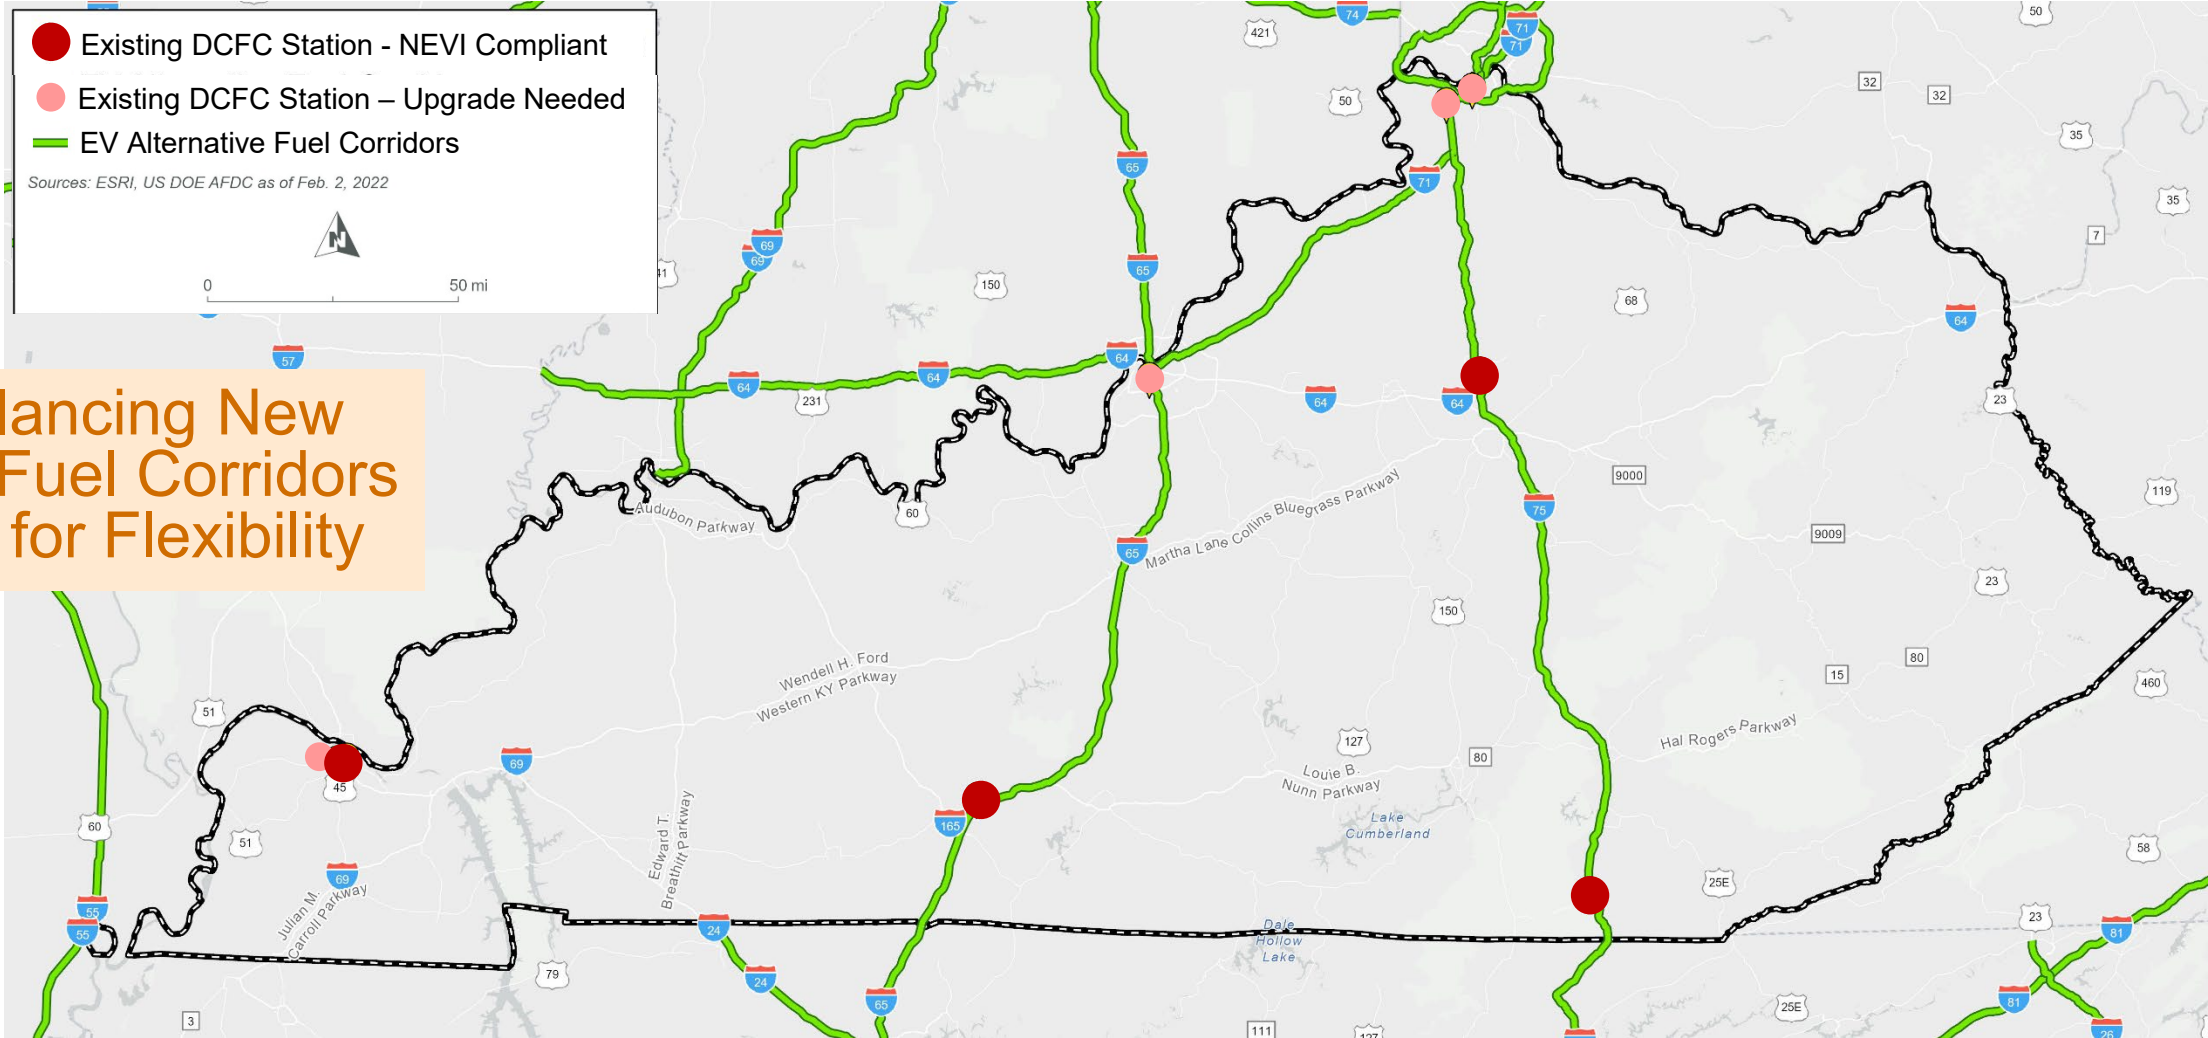 Existing DCFC Station - NEVI Compliant
Existing DCFC Station – Upgrade Needed
EV Alternative Fuel Corridors
Sources: ESRI, US DOE AFDC as of Feb. 2, 2022
N
0 50 mi
lancing New
Fuel Corridors
for Flexibility
74
421
71
71
50
50
32
32
35
35
7
65
71
69
69
41
150
65
68
64
57
64
64
64
231
64
64
23
60
Audubon Parkway
9000
119
75
Martha Lane Collins Bluegrass Parkway
65
9009
23
150
Wendell H. Ford
Western KY Parkway
80
15
460
51
69
127
80
Hal Rogers Parkway
Louie B.
Nunn Parkway
45
165
Lake
Cumberland
60
51
Edward T.
Breathitt Parkway
58
69
Julian M.
Carroll Parkway
25E
55
55
24
Dale
Hollow
Lake
23
81
79
24
65
81
25E
3
111
127
26